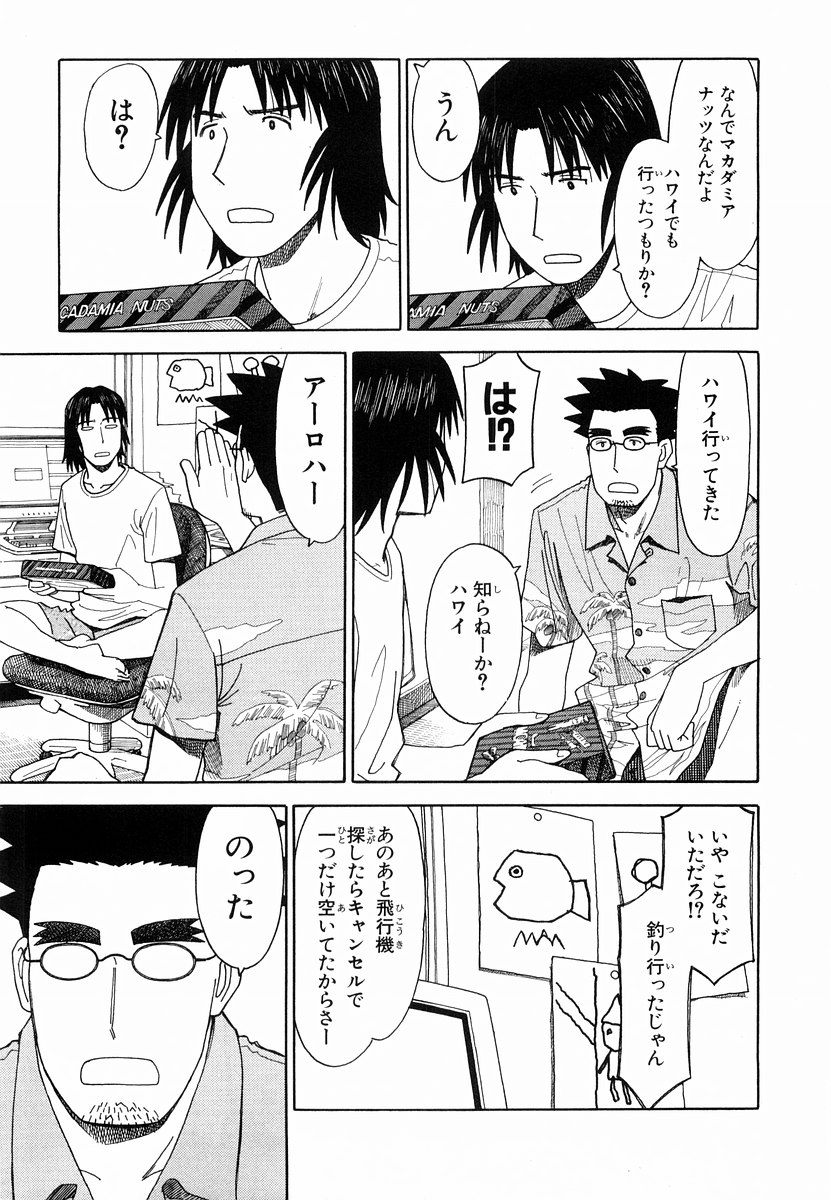 なんでマカダミア
ナッツなんだよ
ハワイでも
行ったつもりか?
うん
AMIA NUTS
は?
CADAMIA NUTS
ハワイ行ってきた
は!?
知らねーか?
ハワイ
アーロハー
いや こないだ
いただろ!?
釣り行ったじゃん
あのあと飛行機
探したらキャンセルで
一つだけ空いてたからさー
のった